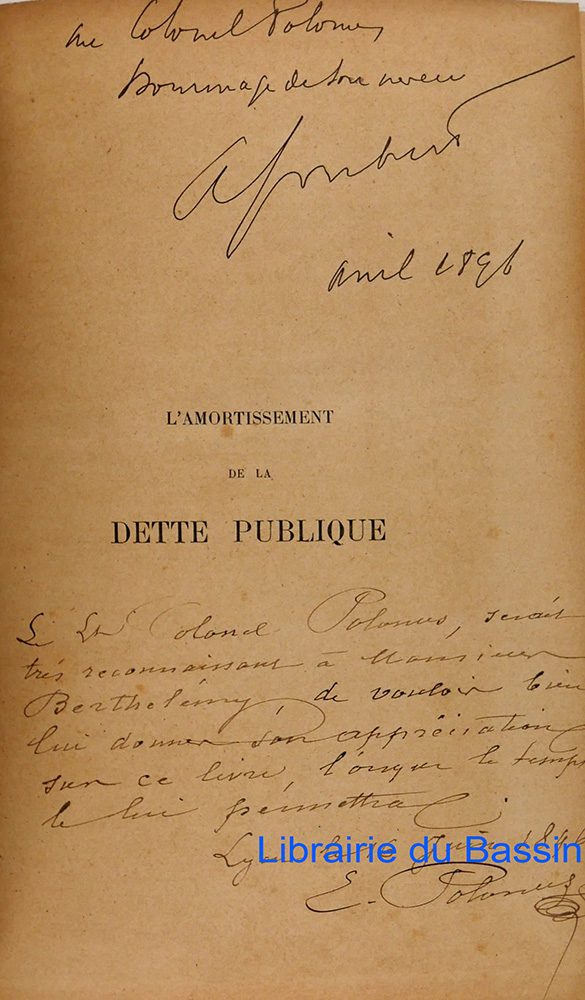 au Colonel Polonus
hommage de son neveu
avril 1896
L'AMORTISSEMENT
DE LA
DETTE PUBLIQUE
Le Lt Colonel Polonus, serait
très reconnaissant à Monsieur
Berthélémy, de vouloir bien
lui donner son appréciation
sur ce livre, lorsque le temps
le lui permettra.
Librairie du Bassin
E. Polonus